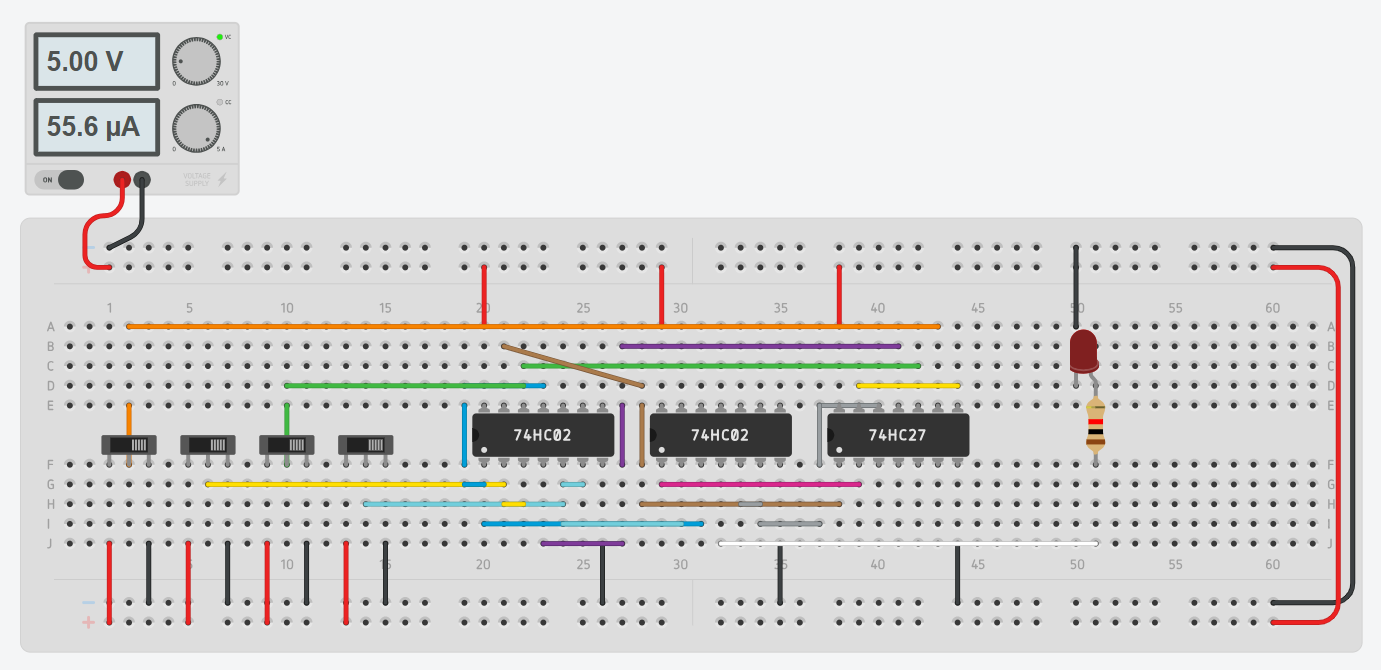 5.00 V
VC
0 30 V
55.6 µA
CC
0 5 A
ON
VOLTAGE
SUPPLY
−
+
1 5 10 15 20 25 30 35 40 45 50 55 60
A A
B B
C C
D D
E E
74HC02 74HC02 74HC27
F F
G G
H H
I I
J J
5 10 15 20 25 30 35 40 45 50 55 60
−
+